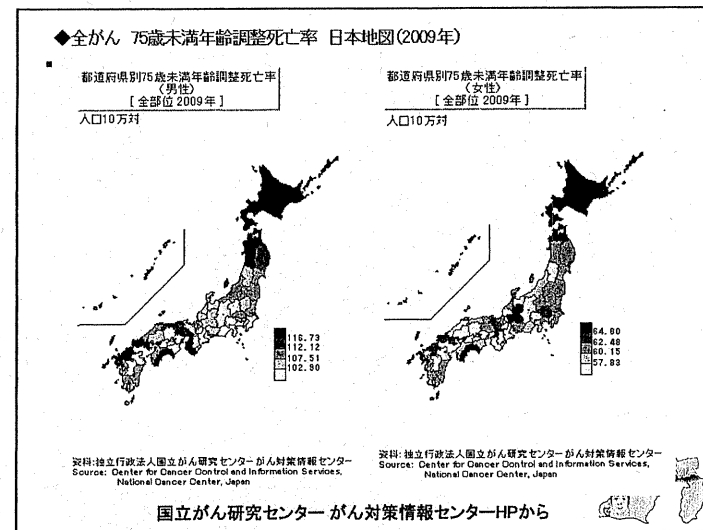 ◆全がん 75歳未満年齢調整死亡率 日本地図(2009年)
都道府県別75歳未満年齢調整死亡率
(男性)
[ 全部位 2009年 ]
人口10万対
116.73
112.12
107.51
102.90
資料:独立行政法人国立がん研究センターがん対策情報センター
Source: Center for Cancer Control and Information Services,
National Cancer Center, Japan
都道府県別75歳未満年齢調整死亡率
(女性)
[ 全部位 2009年 ]
人口10万対
64.80
62.48
60.15
57.83
資料:独立行政法人国立がん研究センターがん対策情報センター
Source: Center for Cancer Control and Information Services,
National Cancer Center, Japan
国立がん研究センター がん対策情報センターHPから